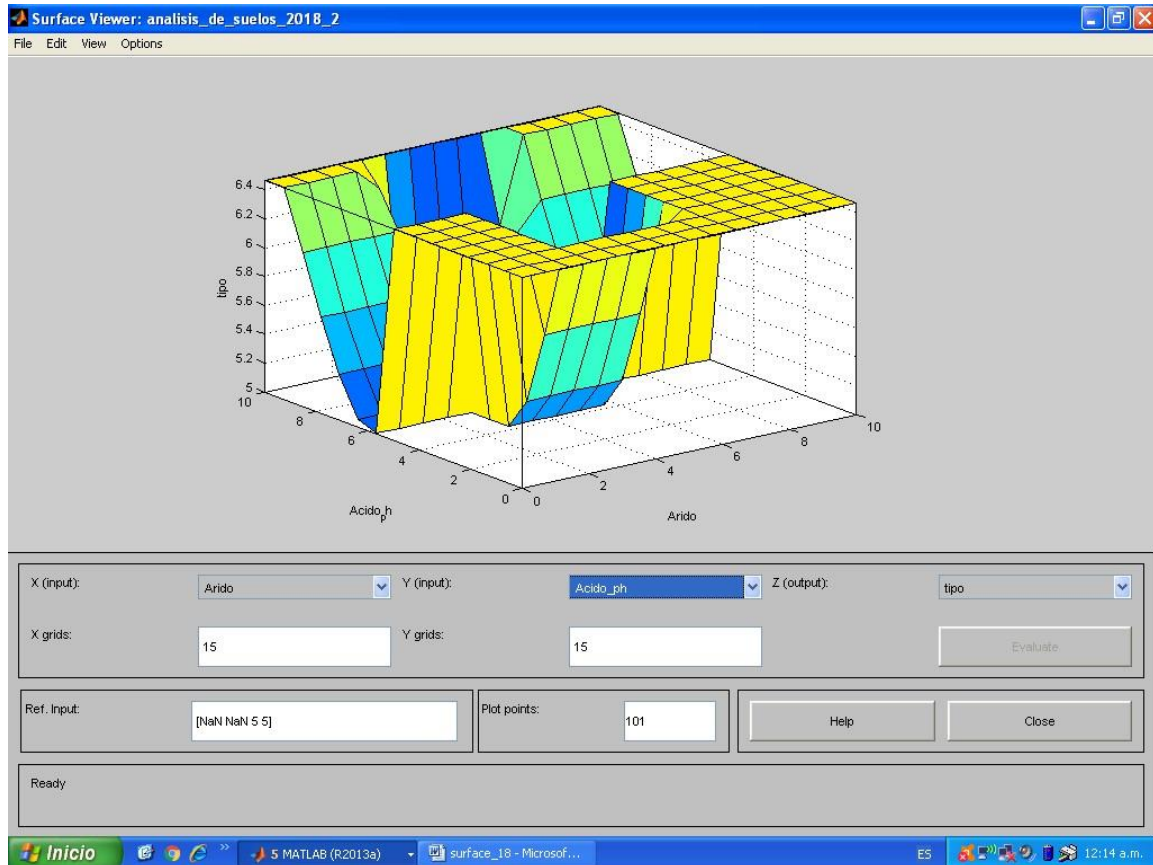 Surface Viewer: analisis_de_suelos_2018_2
File Edit View Options
6.4
6.2
6
5.8
5.6
5.4
5.2
5
tipo
10
8
6
4
2
0
Acido_ph
0
2
4
6
8
10
Arido
X (input): Arido Y (input): Acido_ph Z (output): tipo
X grids: 15 Y grids: 15 Evaluate
Ref. Input: [NaN NaN 5 5] Plot points: 101 Help Close
Ready
Inicio » 5 MATLAB (R2013a) surface_18 - Microsof... ES 12:14 a.m.